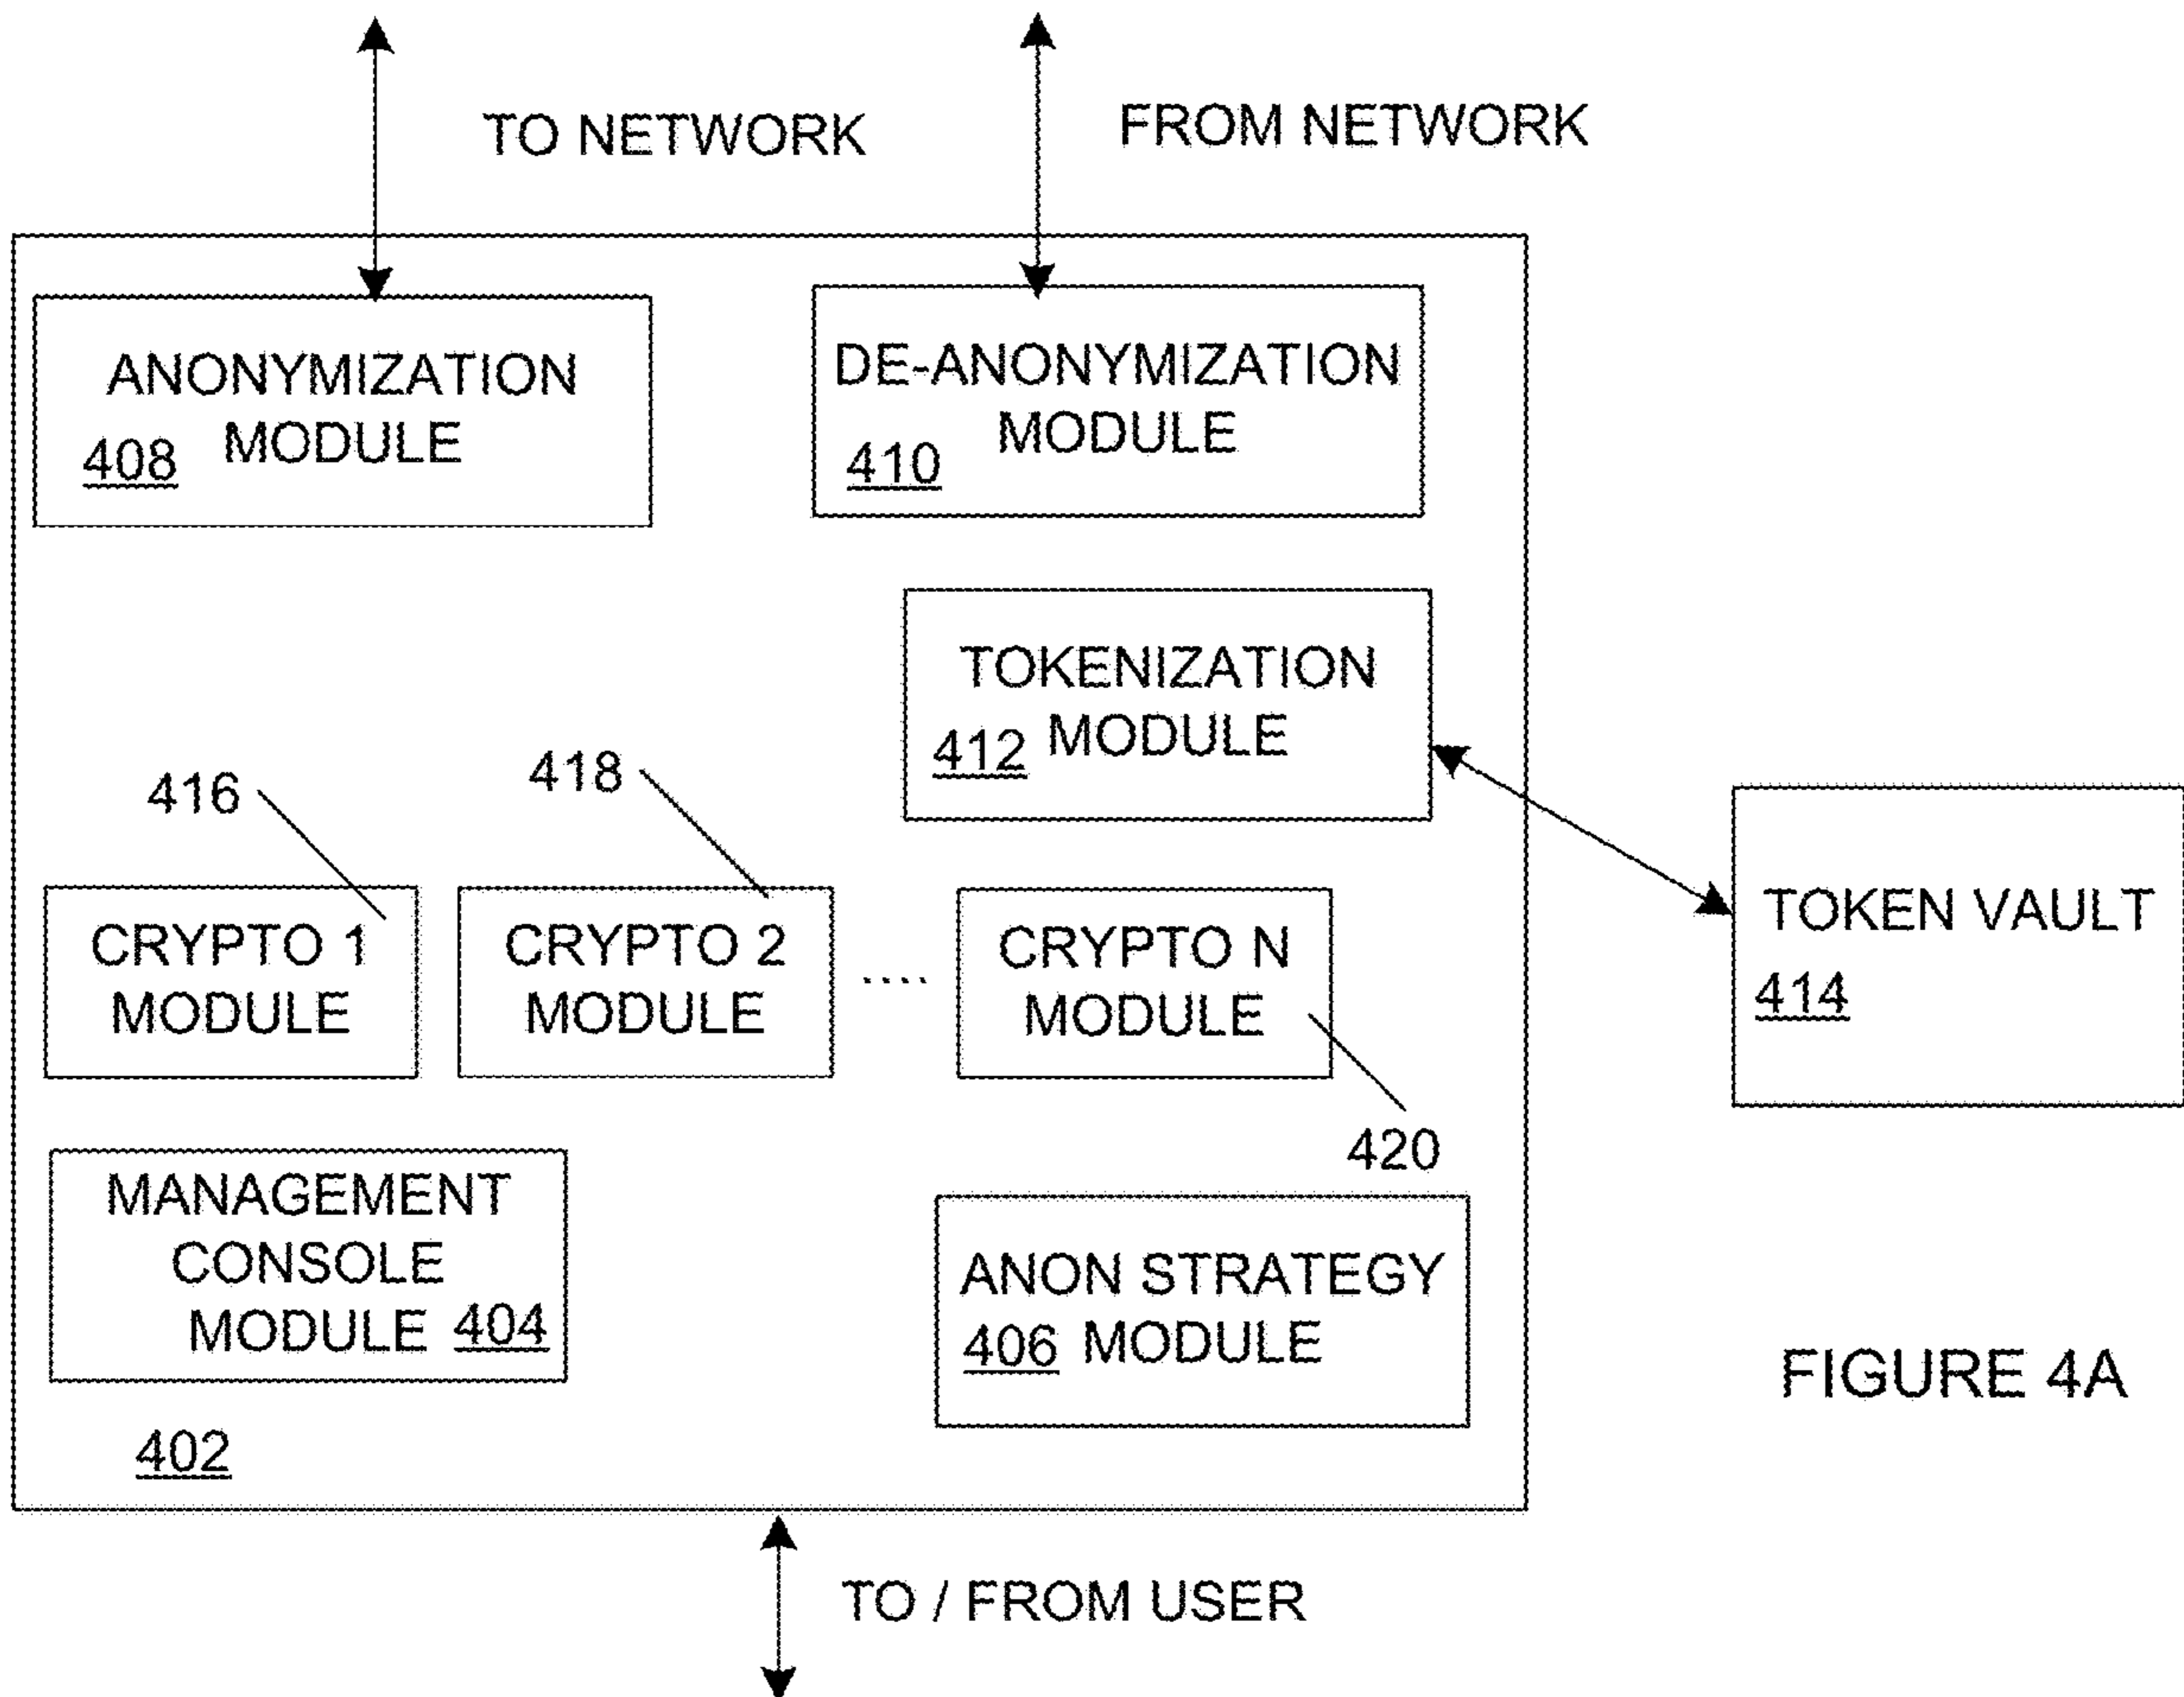 TO NETWORK
FROM NETWORK
ANONYMIZATION
MODULE
408
DE-ANONYMIZATION
MODULE
410
TOKENIZATION
MODULE
412
416
418
CRYPTO 1
MODULE
CRYPTO 2
MODULE
....
CRYPTO N
MODULE
420
TOKEN VAULT
414
MANAGEMENT
CONSOLE
MODULE 404
ANON STRATEGY
406 MODULE
402
FIGURE 4A
TO / FROM USER